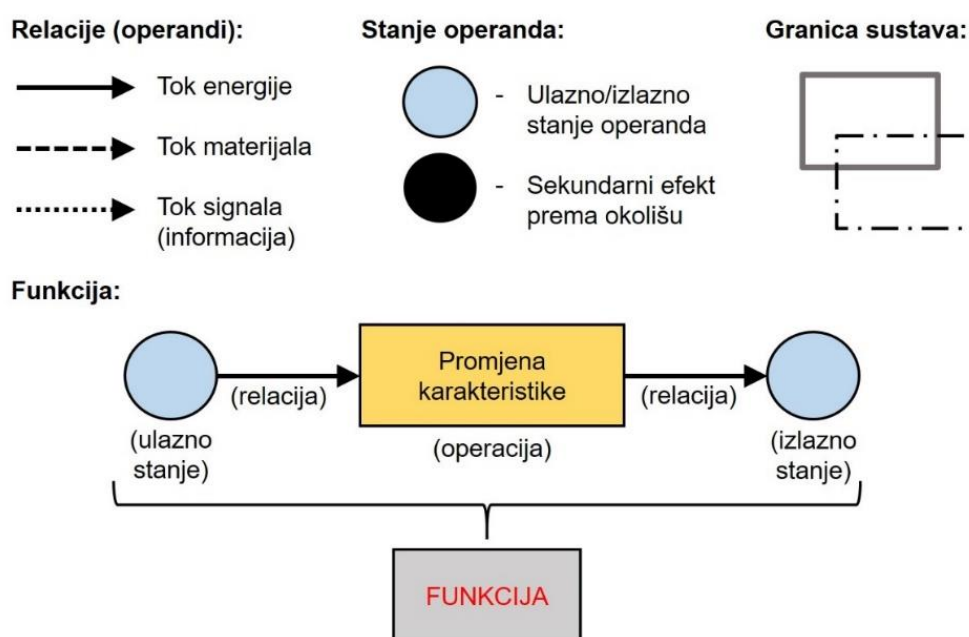 Relacije (operandi):
Stanje operanda:
Granica sustava:
Tok energije
- Ulazno/izlazno
stanje operanda
Tok materijala
- Sekundarni efekt
prema okolišu
Tok signala
(informacija)
Funkcija:
Promjena
karakteristike
(relacija)
(relacija)
(ulazno
stanje)
(operacija)
(izlazno
stanje)
FUNKCIJA